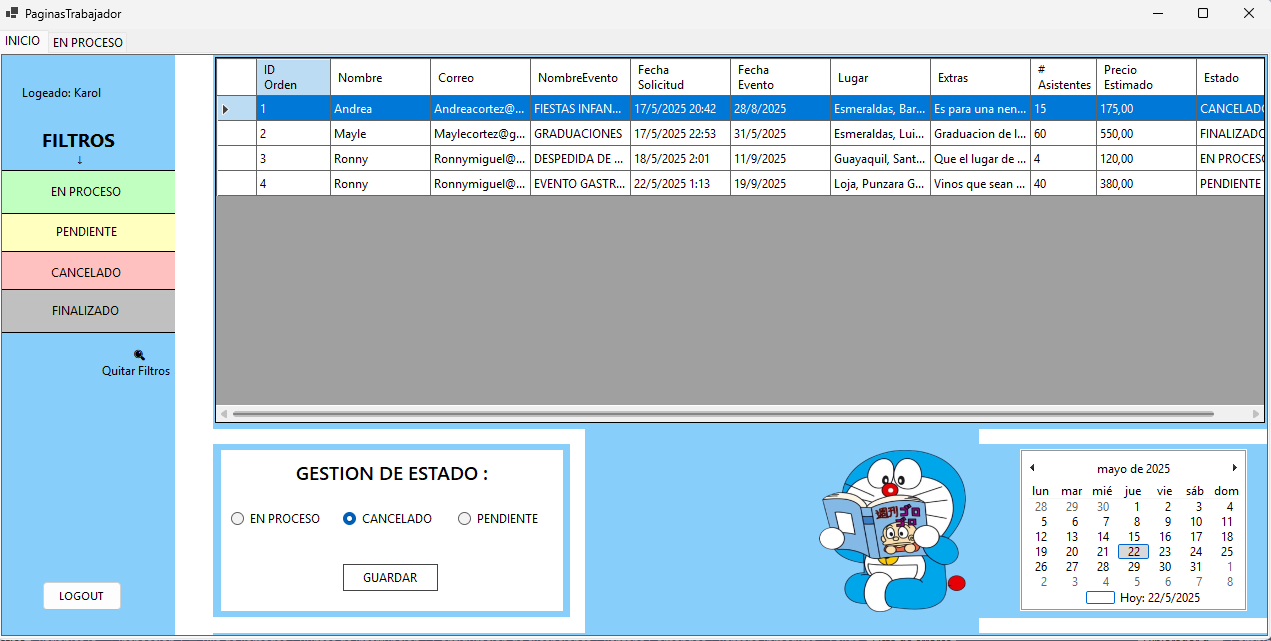 PaginasTrabajador
INICIO EN PROCESO
Logeado: Karol
FILTROS
↓
EN PROCESO
PENDIENTE
CANCELADO
FINALIZADO
Quitar Filtros
LOGOUT
ID Orden Nombre Correo NombreEvento Fecha Solicitud Fecha Evento Lugar Extras # Asistentes Precio Estimado Estado
1 Andrea Andreacortez@... FIESTAS INFAN... 17/5/2025 20:42 28/8/2025 Esmeraldas, Bar... Es para una nen... 15 175,00 CANCELADO
2 Mayle Maylecortez@g... GRADUACIONES 17/5/2025 22:53 31/5/2025 Esmeraldas, Lui... Graduacion de l... 60 550,00 FINALIZADO
3 Ronny Ronnymiguel@... DESPEDIDA DE ... 18/5/2025 2:01 11/9/2025 Guayaquil, Sant... Que el lugar de ... 4 120,00 EN PROCESO
4 Ronny Ronnymiguel@... EVENTO GASTR... 22/5/2025 1:13 19/9/2025 Loja, Punzara G... Vinos que sean ... 40 380,00 PENDIENTE
GESTION DE ESTADO :
EN PROCESO CANCELADO PENDIENTE
GUARDAR
週刊ゴロゴロ
mayo de 2025
lun mar mié jue vie sáb dom
28 29 30 1 2 3 4
5 6 7 8 9 10 11
12 13 14 15 16 17 18
19 20 21 22 23 24 25
26 27 28 29 30 31 1
2 3 4 5 6 7 8
Hoy: 22/5/2025